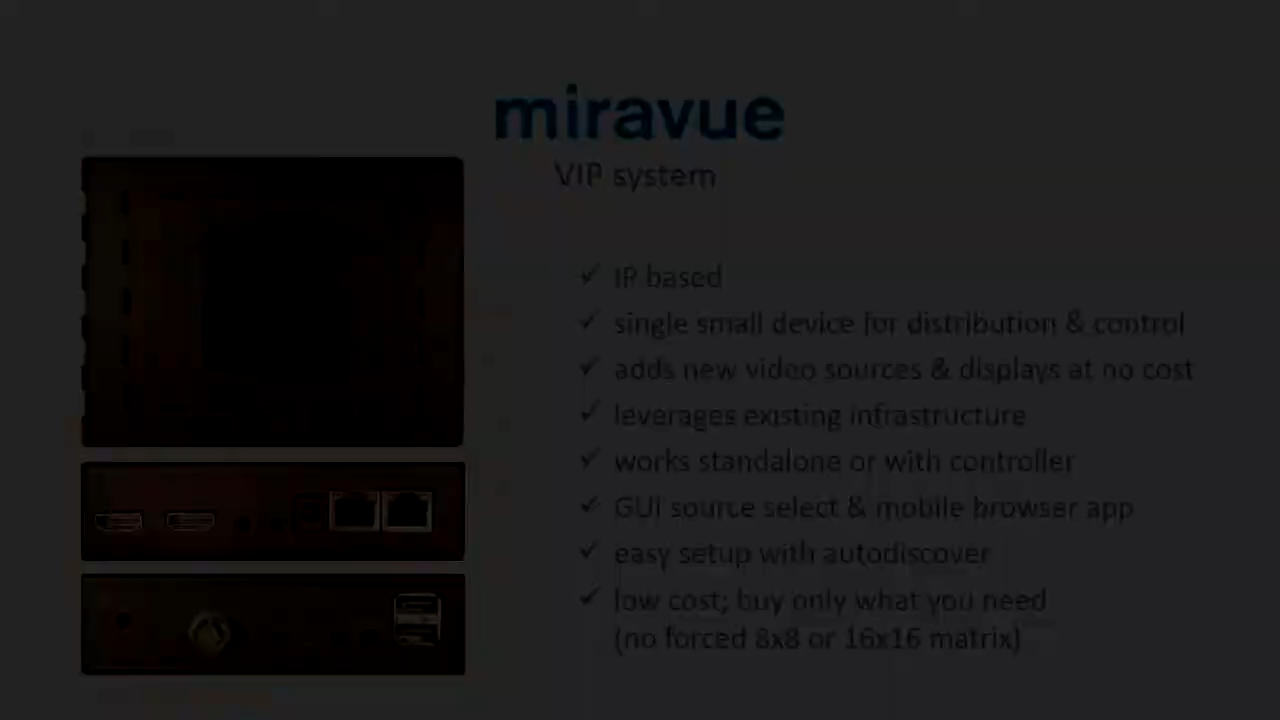 miravue
VIP system
✓ IP based
✓ single small device for distribution & control
✓ adds new video sources & displays at no cost
✓ leverages existing infrastructure
✓ works standalone or with controller
✓ GUI source select & mobile browser app
✓ easy setup with autodiscover
✓ low cost; buy only what you need
(no forced 8x8 or 16x16 matrix)